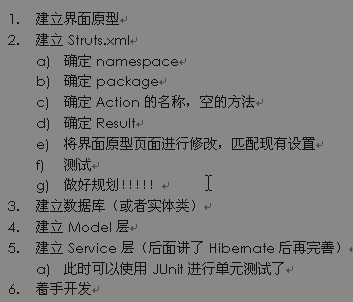 1. 建立界面原型
2. 建立 Struts.xml
a) 确定 namespace
b) 确定 package
c) 确定 Action 的名称，空的方法
d) 确定 Result
e) 将界面原型页面进行修改，匹配现有设置
f) 测试
g) 做好规划!!!!!
3. 建立数据库（或者实体类）
4. 建立 Model 层
5. 建立 Service 层（后面讲了 Hibernate 后再完善）
a) 此时可以使用 JUnit 进行单元测试了
6. 着手开发